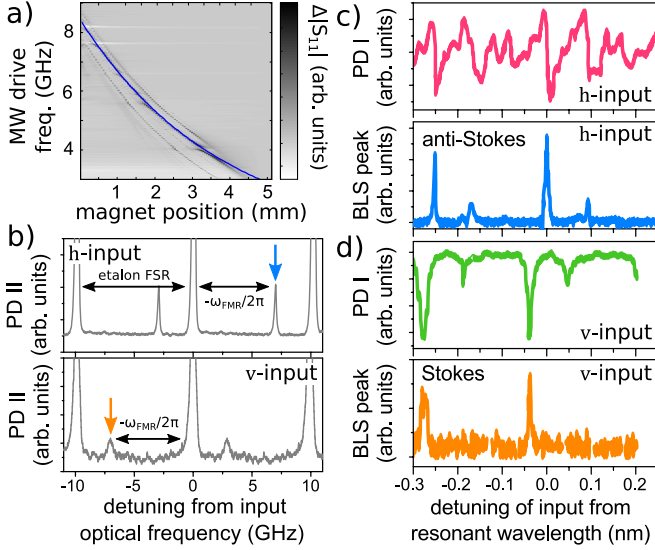 a)
MW drive
freq. (GHz)
8
6
4
1
2
3
4
5
magnet position (mm)
Δ|S₁₁| (arb. units)
b)
h-input
etalon FSR
-ω_FMR/2π
PD II
(arb. units)
v-input
-ω_FMR/2π
PD II
(arb. units)
-10
-5
0
5
10
detuning from input
optical frequency (GHz)
c)
PD I
(arb. units)
h-input
anti-Stokes
h-input
BLS peak
(arb. units)
d)
PD I
(arb. units)
v-input
Stokes
v-input
BLS peak
(arb. units)
-0.3
-0.2
-0.1
0.0
0.1
0.2
detuning of input from
resonant wavelength (nm)